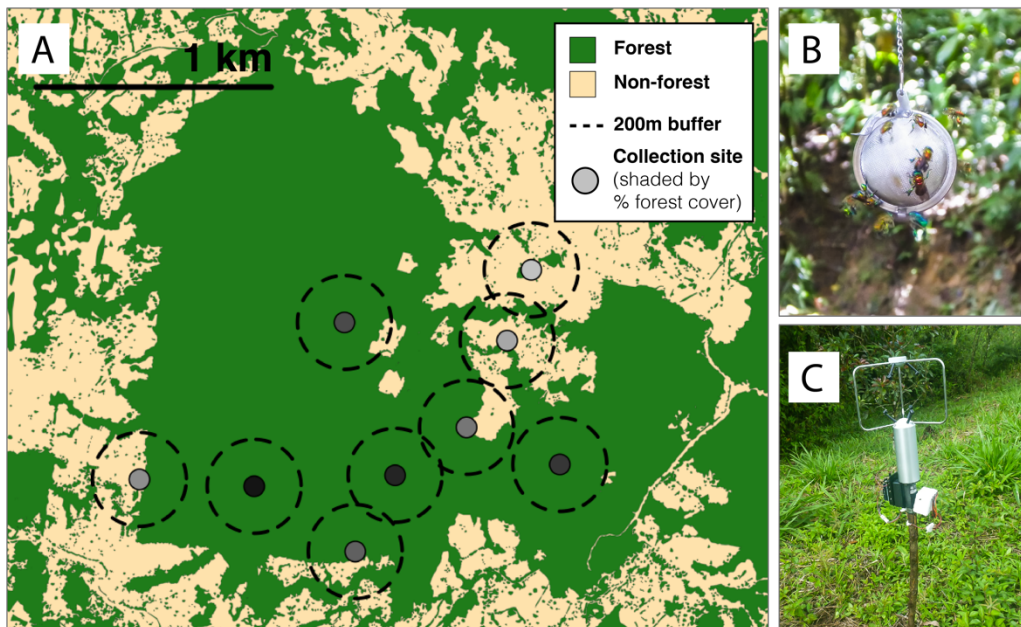 A
1 km
Forest
Non-forest
200m buffer
Collection site
(shaded by
% forest cover)
B
C